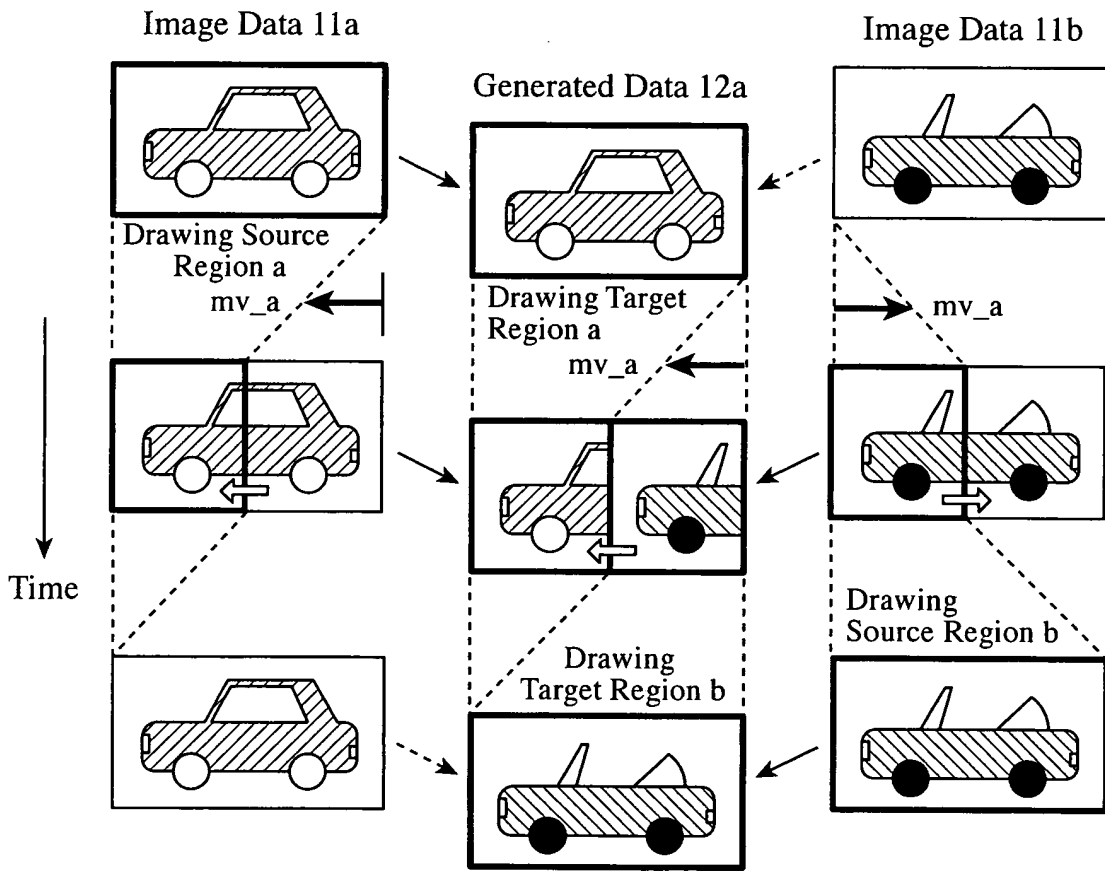 Image Data 11a
Image Data 11b
Generated Data 12a
Drawing Source
Region a
mv_a
Drawing Target
Region a
mv_a
mv_a
Time
Drawing
Source Region b
Drawing
Target Region b